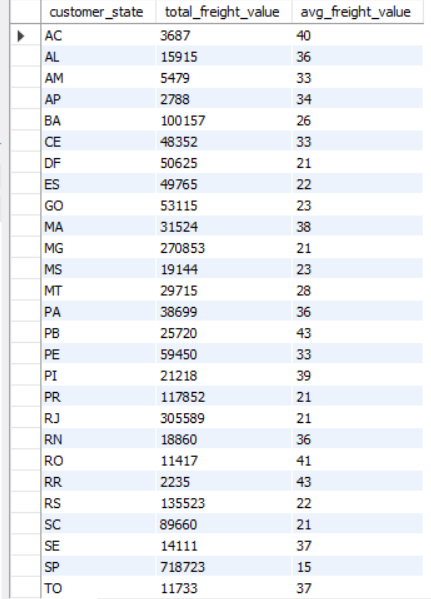 customer_state total_freight_value avg_freight_value
AC 3687 40
AL 15915 36
AM 5479 33
AP 2788 34
BA 100157 26
CE 48352 33
DF 50625 21
ES 49765 22
GO 53115 23
MA 31524 38
MG 270853 21
MS 19144 23
MT 29715 28
PA 38699 36
PB 25720 43
PE 59450 33
PI 21218 39
PR 117852 21
RJ 305589 21
RN 18860 36
RO 11417 41
RR 2235 43
RS 135523 22
SC 89660 21
SE 14111 37
SP 718723 15
TO 11733 37